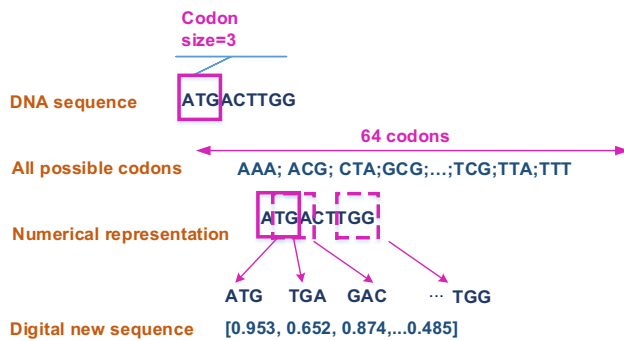 Codon
size=3
DNA sequence
ATGACTTGG
64 codons
All possible codons
AAA; ACG; CTA;GCG;...;TCG;TTA;TTT
ATGACTTGG
Numerical representation
ATG TGA GAC ... TGG
Digital new sequence
[0.953, 0.652, 0.874,...0.485]